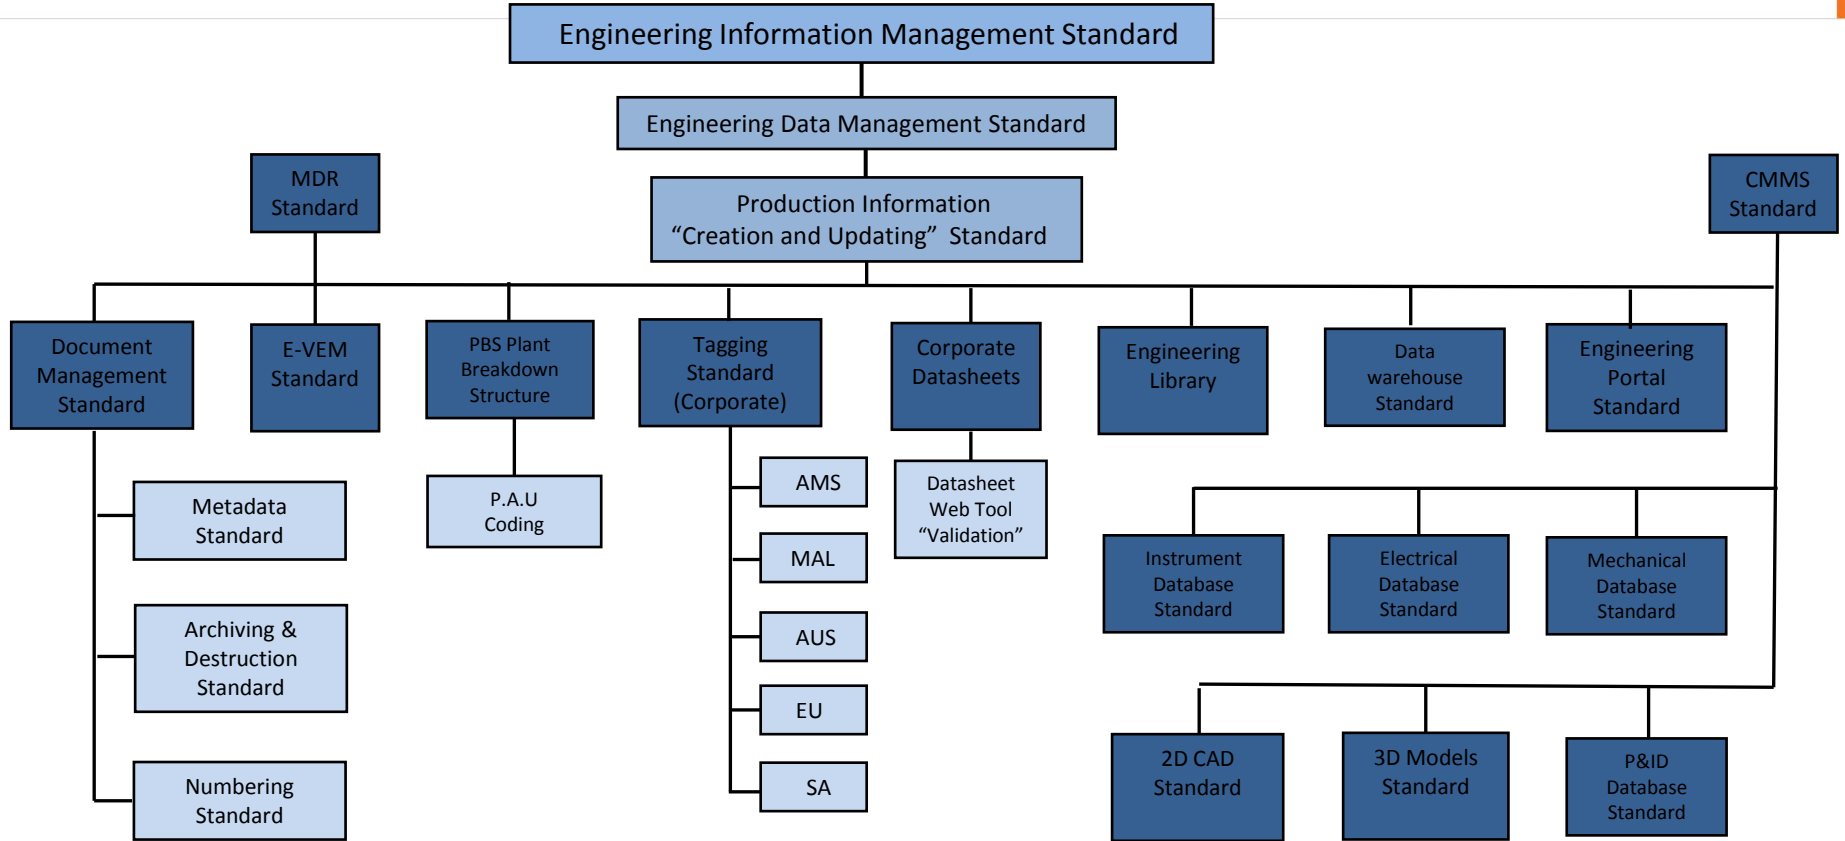 Engineering Information Management Standard
Engineering Data Management Standard
MDR
Standard
Production Information
“Creation and Updating” Standard
CMMS
Standard
Document
Management
Standard
E-VEM
Standard
PBS Plant
Breakdown
Structure
Tagging
Standard
(Corporate)
Corporate
Datasheets
Engineering
Library
Data
warehouse
Standard
Engineering
Portal
Standard
Metadata
Standard
Archiving &
Destruction
Standard
Numbering
Standard
P.A.U
Coding
AMS
MAL
AUS
EU
SA
Datasheet
Web Tool
“Validation”
Instrument
Database
Standard
Electrical
Database
Standard
Mechanical
Database
Standard
2D CAD
Standard
3D Models
Standard
P&ID
Database
Standard